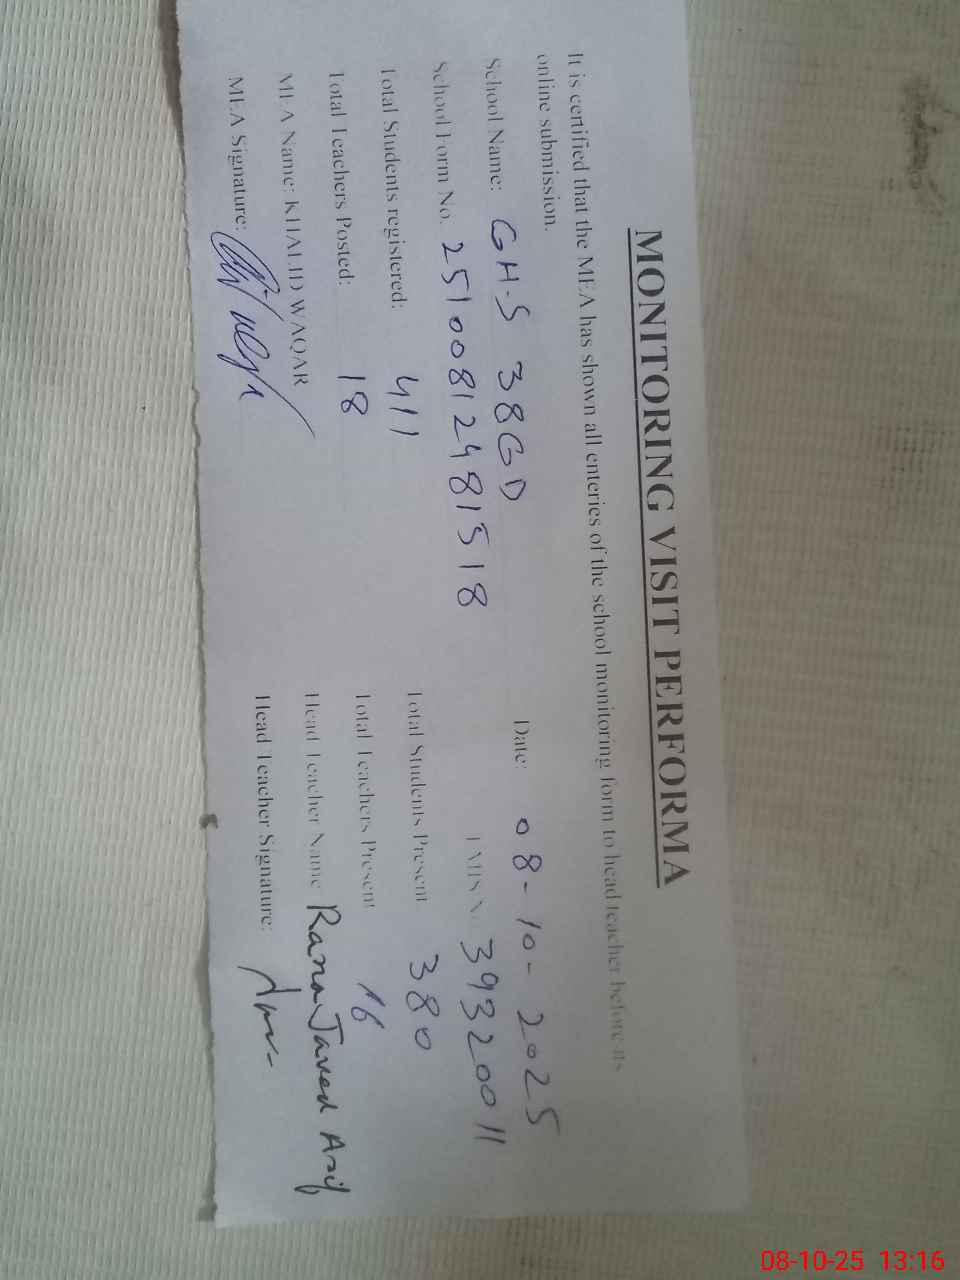 MONITORING VISIT PERFORMA
It is certified that the MEA has shown all enteries of the school monitoring form to head teacher before its
online submission.
School Name: GHS 38GD Date: 08-10-2025
School Form No. 25100812481518 EMIS No. 39320011
Total Students registered: 411 Total Students Present 380
Total Teachers Posted: 18 Total Teachers Present 16
MEA Name: KHALID WAQAR Head Teacher Name Rana Javed Asif
MEA Signature: Head Teacher Signature:
08-10-25 13:16